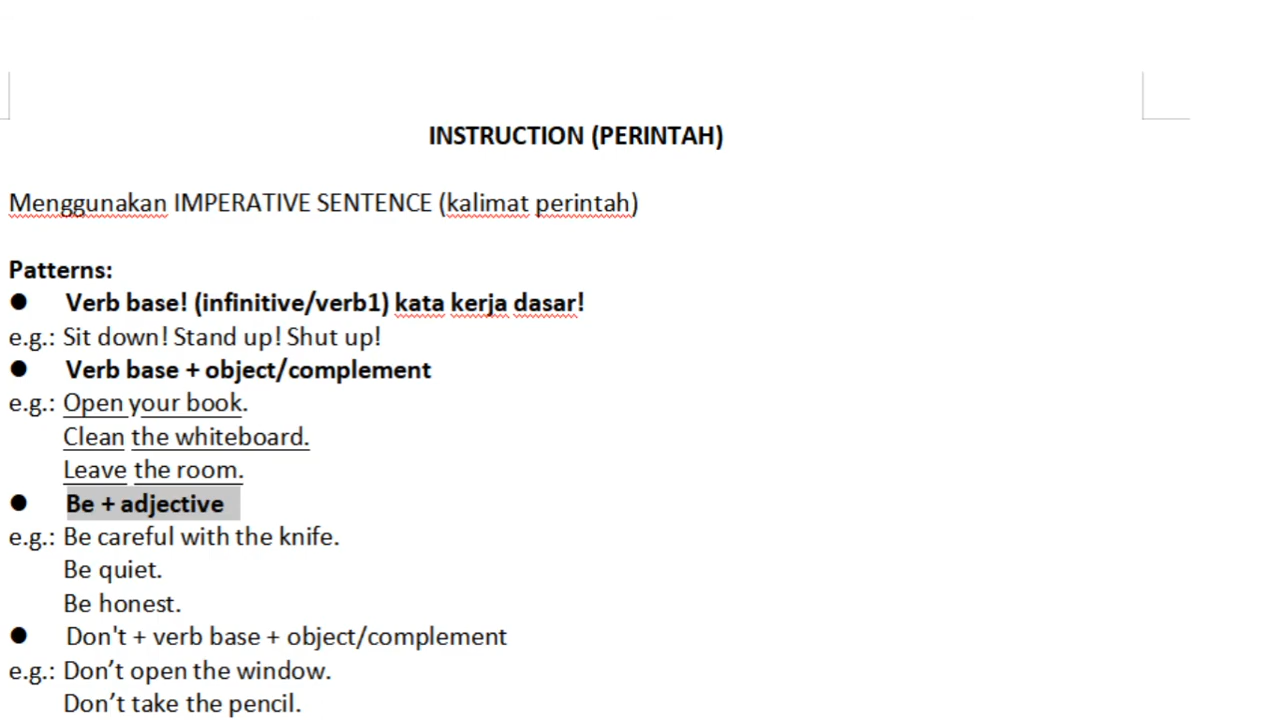 INSTRUCTION (PERINTAH)
Menggunakan IMPERATIVE SENTENCE (kalimat perintah)
Patterns:
● Verb base! (infinitive/verb1) kata kerja dasar!
e.g.: Sit down! Stand up! Shut up!
● Verb base + object/complement
e.g.: Open your book.
Clean the whiteboard.
Leave the room.
● Be + adjective
e.g.: Be careful with the knife.
Be quiet.
Be honest.
● Don't + verb base + object/complement
e.g.: Don’t open the window.
Don’t take the pencil.